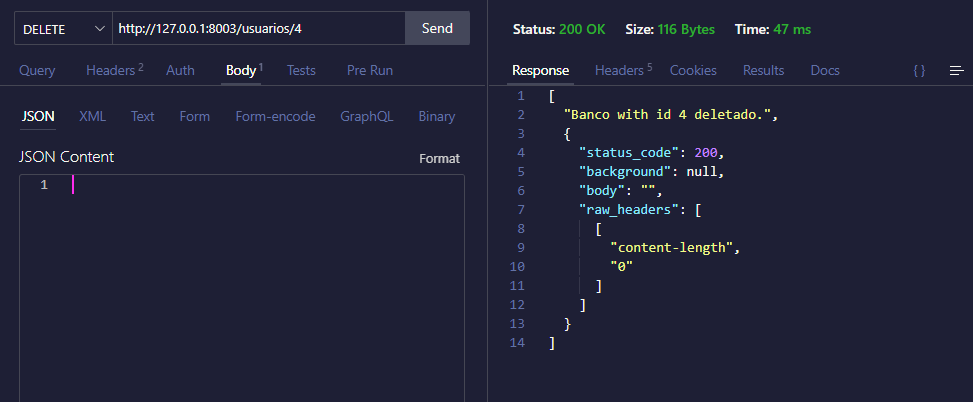 DELETE http://127.0.0.1:8003/usuarios/4 Send
Query Headers 2 Auth Body 1 Tests Pre Run
JSON XML Text Form Form-encode GraphQL Binary
JSON Content Format
1
Status: 200 OK Size: 116 Bytes Time: 47 ms
Response Headers 5 Cookies Results Docs { }
1 [
2 "Banco with id 4 deletado.",
3 {
4 "status_code": 200,
5 "background": null,
6 "body": "",
7 "raw_headers": [
8 [
9 "content-length",
10 "0"
11 ]
12 ]
13 }
14 ]